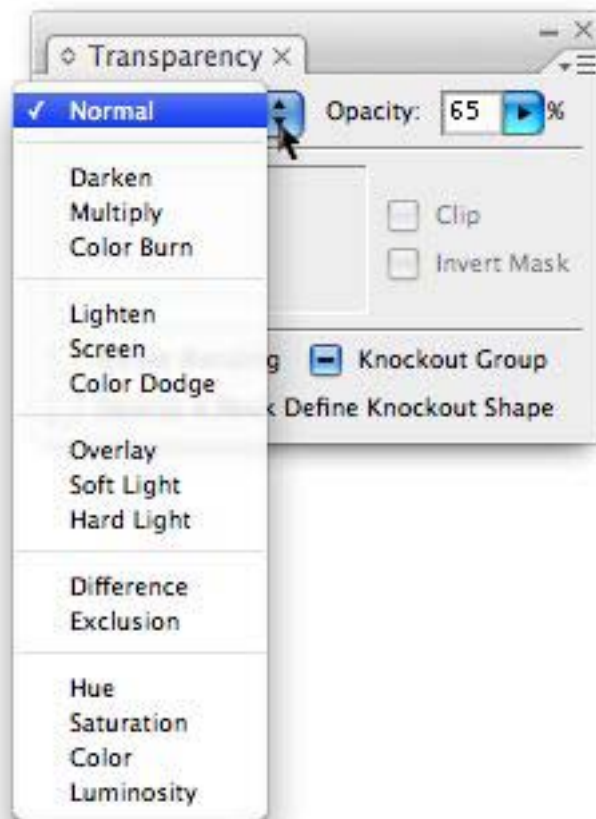 Transparency
Normal
Opacity: 65 %
Darken
Multiply
Color Burn
Clip
Invert Mask
Lighten
Screen
Color Dodge
Knockout Group
Define Knockout Shape
Overlay
Soft Light
Hard Light
Difference
Exclusion
Hue
Saturation
Color
Luminosity